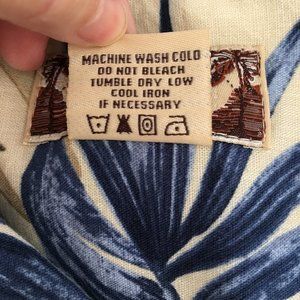 MACHINE WASH COLD
DO NOT BLEACH
TUMBLE DRY LOW
COOL IRON
IF NECESSARY